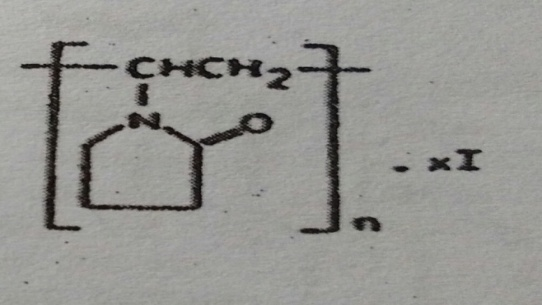 CHCH2
N O
. xI
n